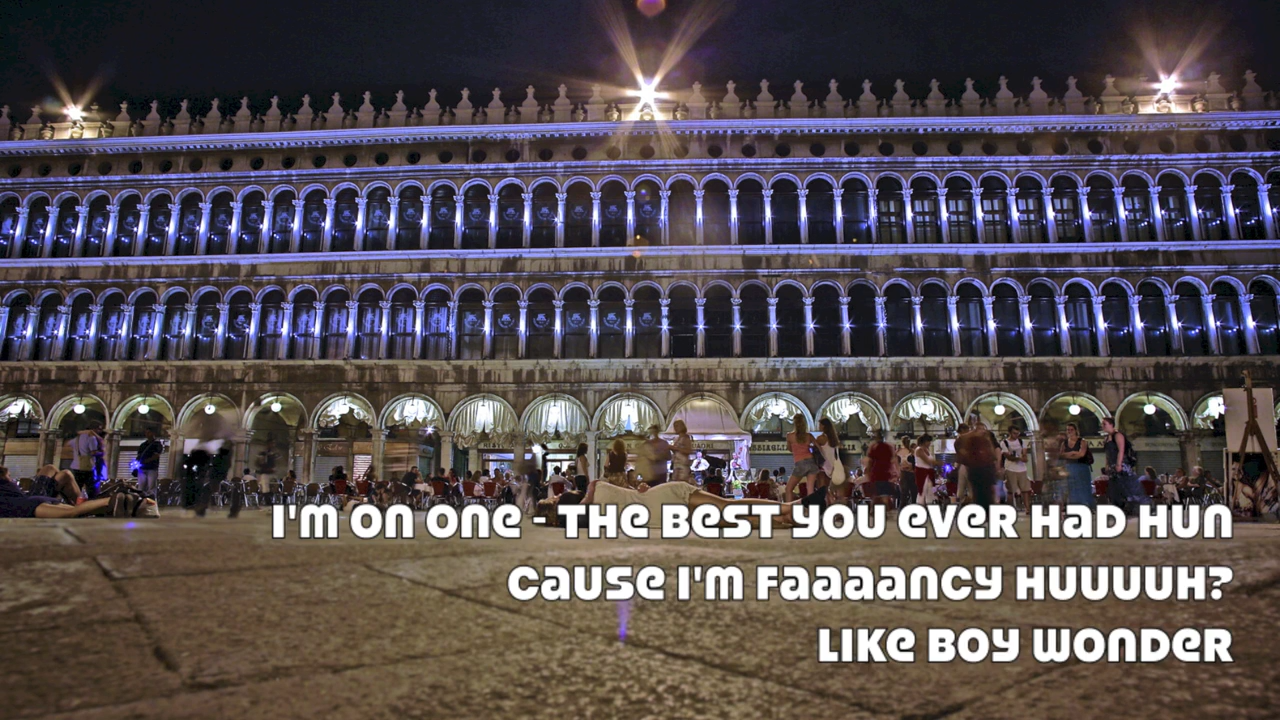 I'm on one - the best you ever had hun
cause I'm faaaancy huuuuh?
like boy wonder